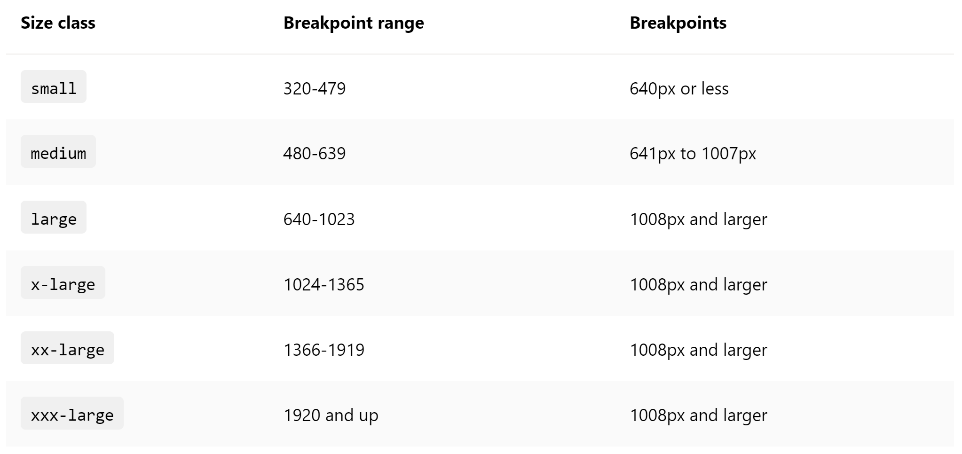 Size class Breakpoint range Breakpoints
small 320-479 640px or less
medium 480-639 641px to 1007px
large 640-1023 1008px and larger
x-large 1024-1365 1008px and larger
xx-large 1366-1919 1008px and larger
xxx-large 1920 and up 1008px and larger